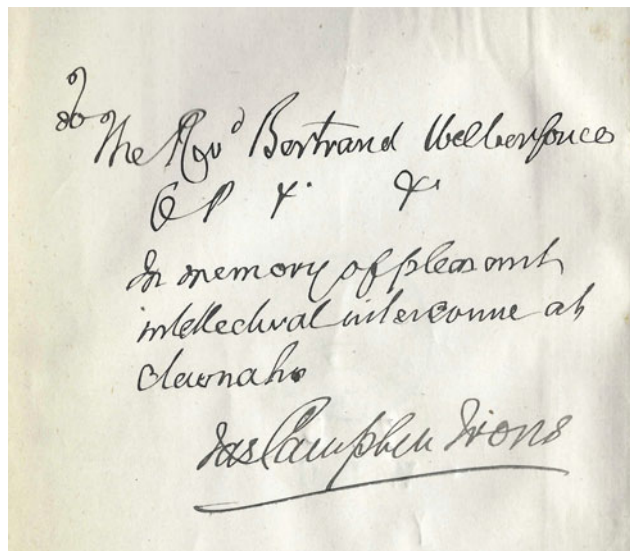 To
The Revd Bertrand Wilberforce
O P &. &.
In memory of pleasant
intellectual intercourse at
Jas Campbell Irons